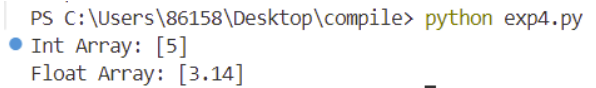 PS C:\Users\86158\Desktop\compile> python exp4.py
Int Array: [5]
Float Array: [3.14]